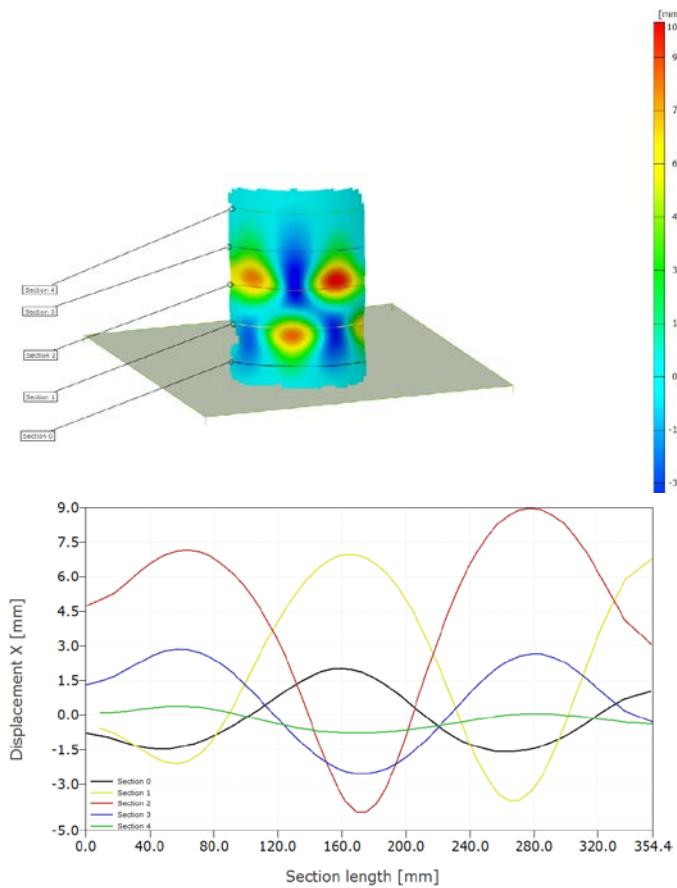 [mm
10
9
7
6
4
3
1
0
-1
-3
Section 4
Section 3
Section 2
Section 1
Section 0
9.0
7.5
6.0
4.5
3.0
1.5
0.0
-1.5
-3.0
-5.0
Displacement X [mm]
Section 0
Section 1
Section 2
Section 3
Section 4
0.0 40.0 80.0 120.0 160.0 200.0 240.0 280.0 320.0 354.4
Section length [mm]